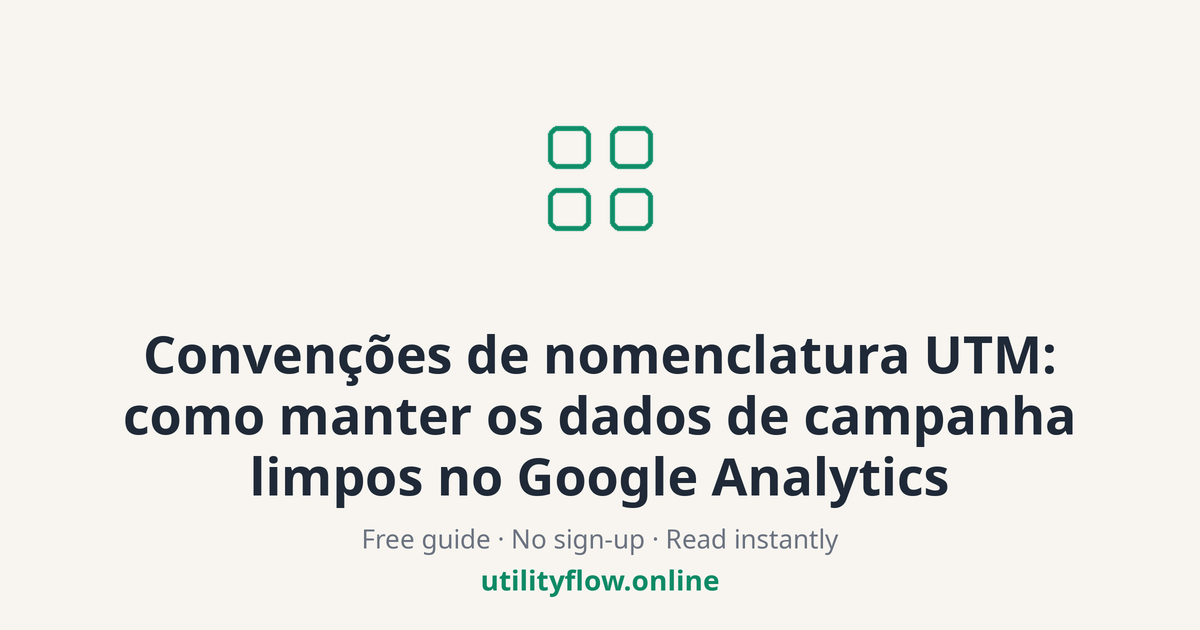 Convenções de nomenclatura UTM:
como manter os dados de campanha
limpos no Google Analytics
Free guide · No sign-up · Read instantly
utilityflow.online